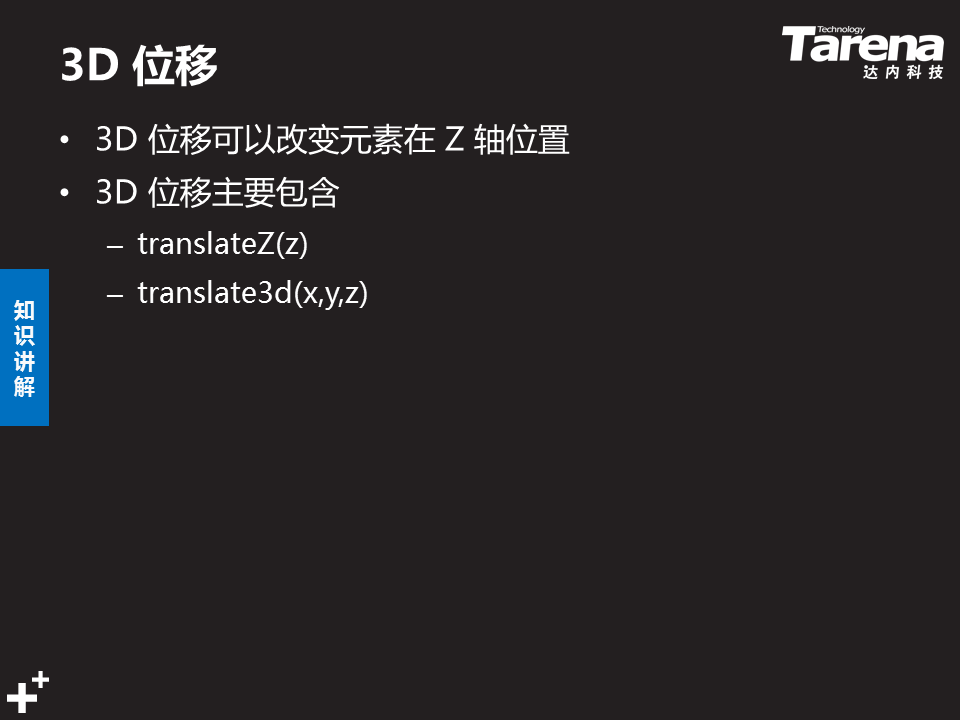 3D 位移
Technology
Tarena
达内科技
• 3D 位移可以改变元素在 Z 轴位置
• 3D 位移主要包含
– translateZ(z)
– translate3d(x,y,z)
知识讲解